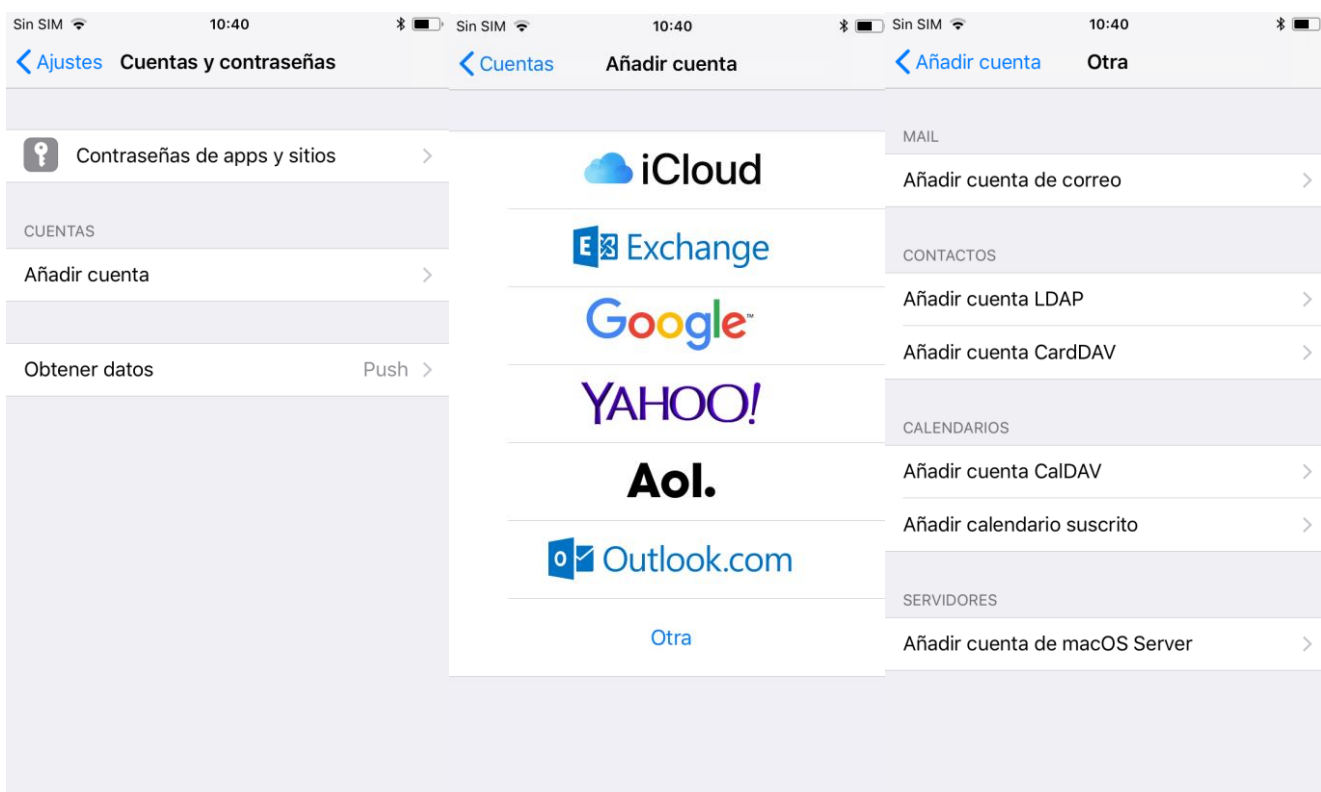 Sin SIM 10:40
Ajustes Cuentas y contraseñas
Contraseñas de apps y sitios
CUENTAS
Añadir cuenta
Obtener datos Push
Sin SIM 10:40
Cuentas Añadir cuenta
iCloud
E Exchange
Google™
YAHOO!
Aol.
o Outlook.com
Otra
Sin SIM 10:40
Añadir cuenta Otra
MAIL
Añadir cuenta de correo
CONTACTOS
Añadir cuenta LDAP
Añadir cuenta CardDAV
CALENDARIOS
Añadir cuenta CalDAV
Añadir calendario suscrito
SERVIDORES
Añadir cuenta de macOS Server